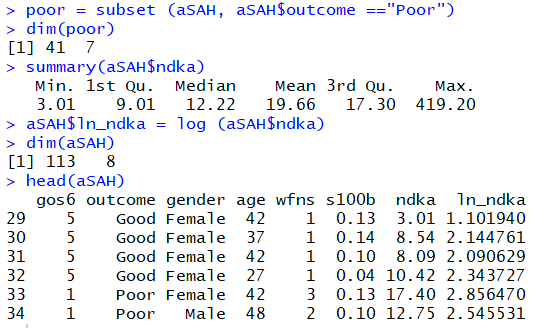 > poor = subset (aSAH, aSAH$outcome =="Poor")
> dim(poor)
[1] 41  7
> summary(aSAH$ndka)
   Min. 1st Qu.  Median    Mean 3rd Qu.    Max.
   3.01    9.01   12.22   19.66   17.30  419.20
> aSAH$ln_ndka = log (aSAH$ndka)
> dim(aSAH)
[1] 113   8
> head(aSAH)
   gos6 outcome gender age wfns s100b  ndka  ln_ndka
29    5    Good Female  42    1  0.13  3.01 1.101940
30    5    Good Female  37    1  0.14  8.54 2.144761
31    5    Good Female  42    1  0.10  8.09 2.090629
32    5    Good Female  27    1  0.04 10.42 2.343727
33    1    Poor Female  42    3  0.13 17.40 2.856470
34    1    Poor   Male  48    2  0.10 12.75 2.545531